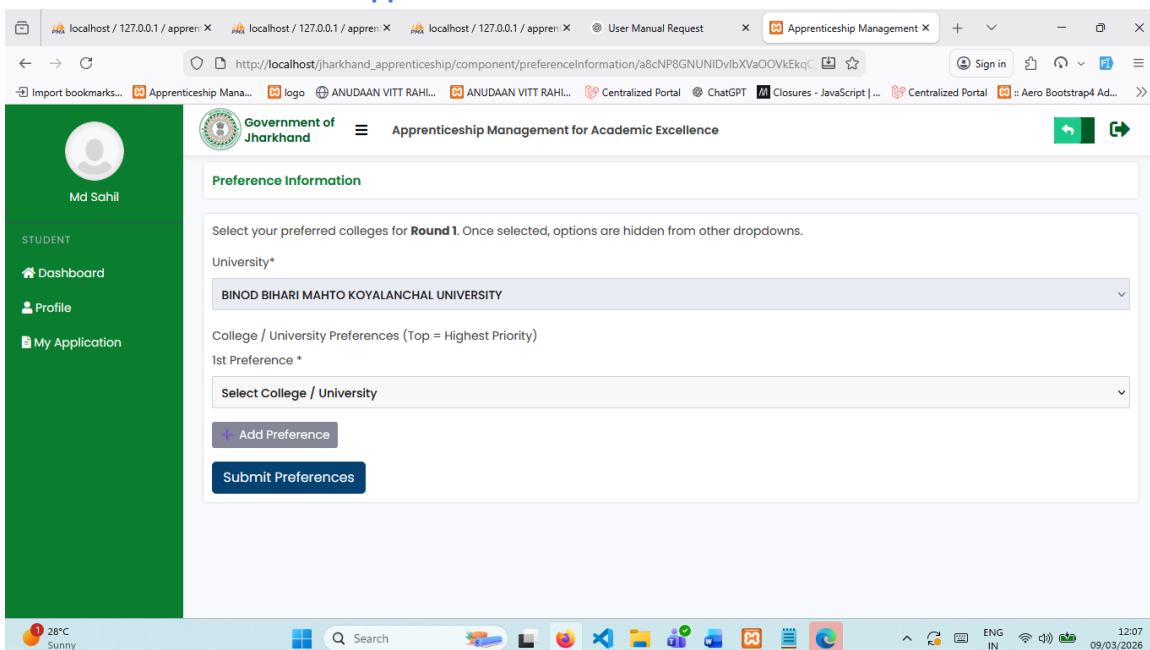 localhost / 127.0.0.1 / appren
localhost / 127.0.0.1 / appren
localhost / 127.0.0.1 / appren
User Manual Request
Apprenticeship Management
http://localhost/jharkhand_apprenticeship/component/preferenceInformation/
Sign in
Import bookmarks...
Apprenticeship Mana...
logo
ANUDAAN VITT RAHI...
ANUDAAN VITT RAHI...
Centralized Portal
ChatGPT
Closures - JavaScript | ...
Centralized Portal
:: Aero Bootstrap4 Ad...
Government of
Jharkhand
Apprenticeship Management for Academic Excellence
Md Sahil
STUDENT
Dashboard
Profile
My Application
Preference Information
Select your preferred colleges for Round 1. Once selected, options are hidden from other dropdowns.
University*
BINOD BIHARI MAHTO KOYALANCHAL UNIVERSITY
College / University Preferences (Top = Highest Priority)
1st Preference *
Select College / University
Add Preference
Submit Preferences
1
28°C
Sunny
Search
ENG
IN
12:07
09/03/2026